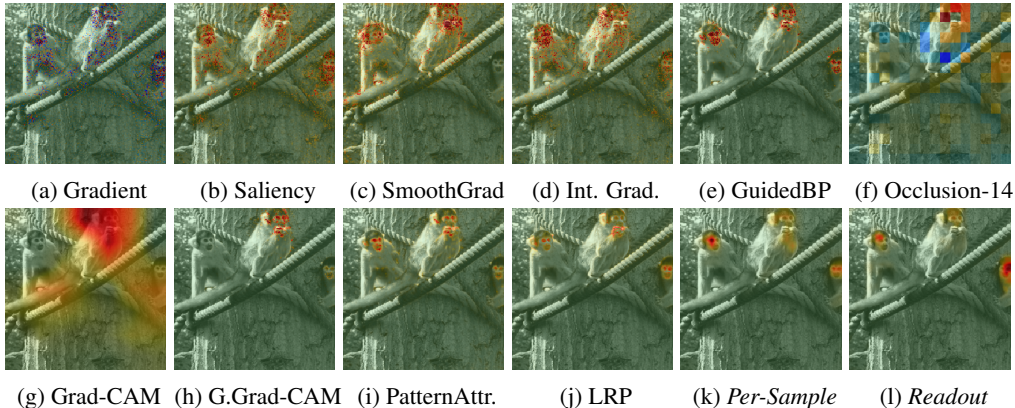 (a) Gradient (b) Saliency (c) SmoothGrad (d) Int. Grad. (e) GuidedBP (f) Occlusion-14
(g) Grad-CAM (h) G.Grad-CAM (i) PatternAttr. (j) LRP (k) Per-Sample (l) Readout